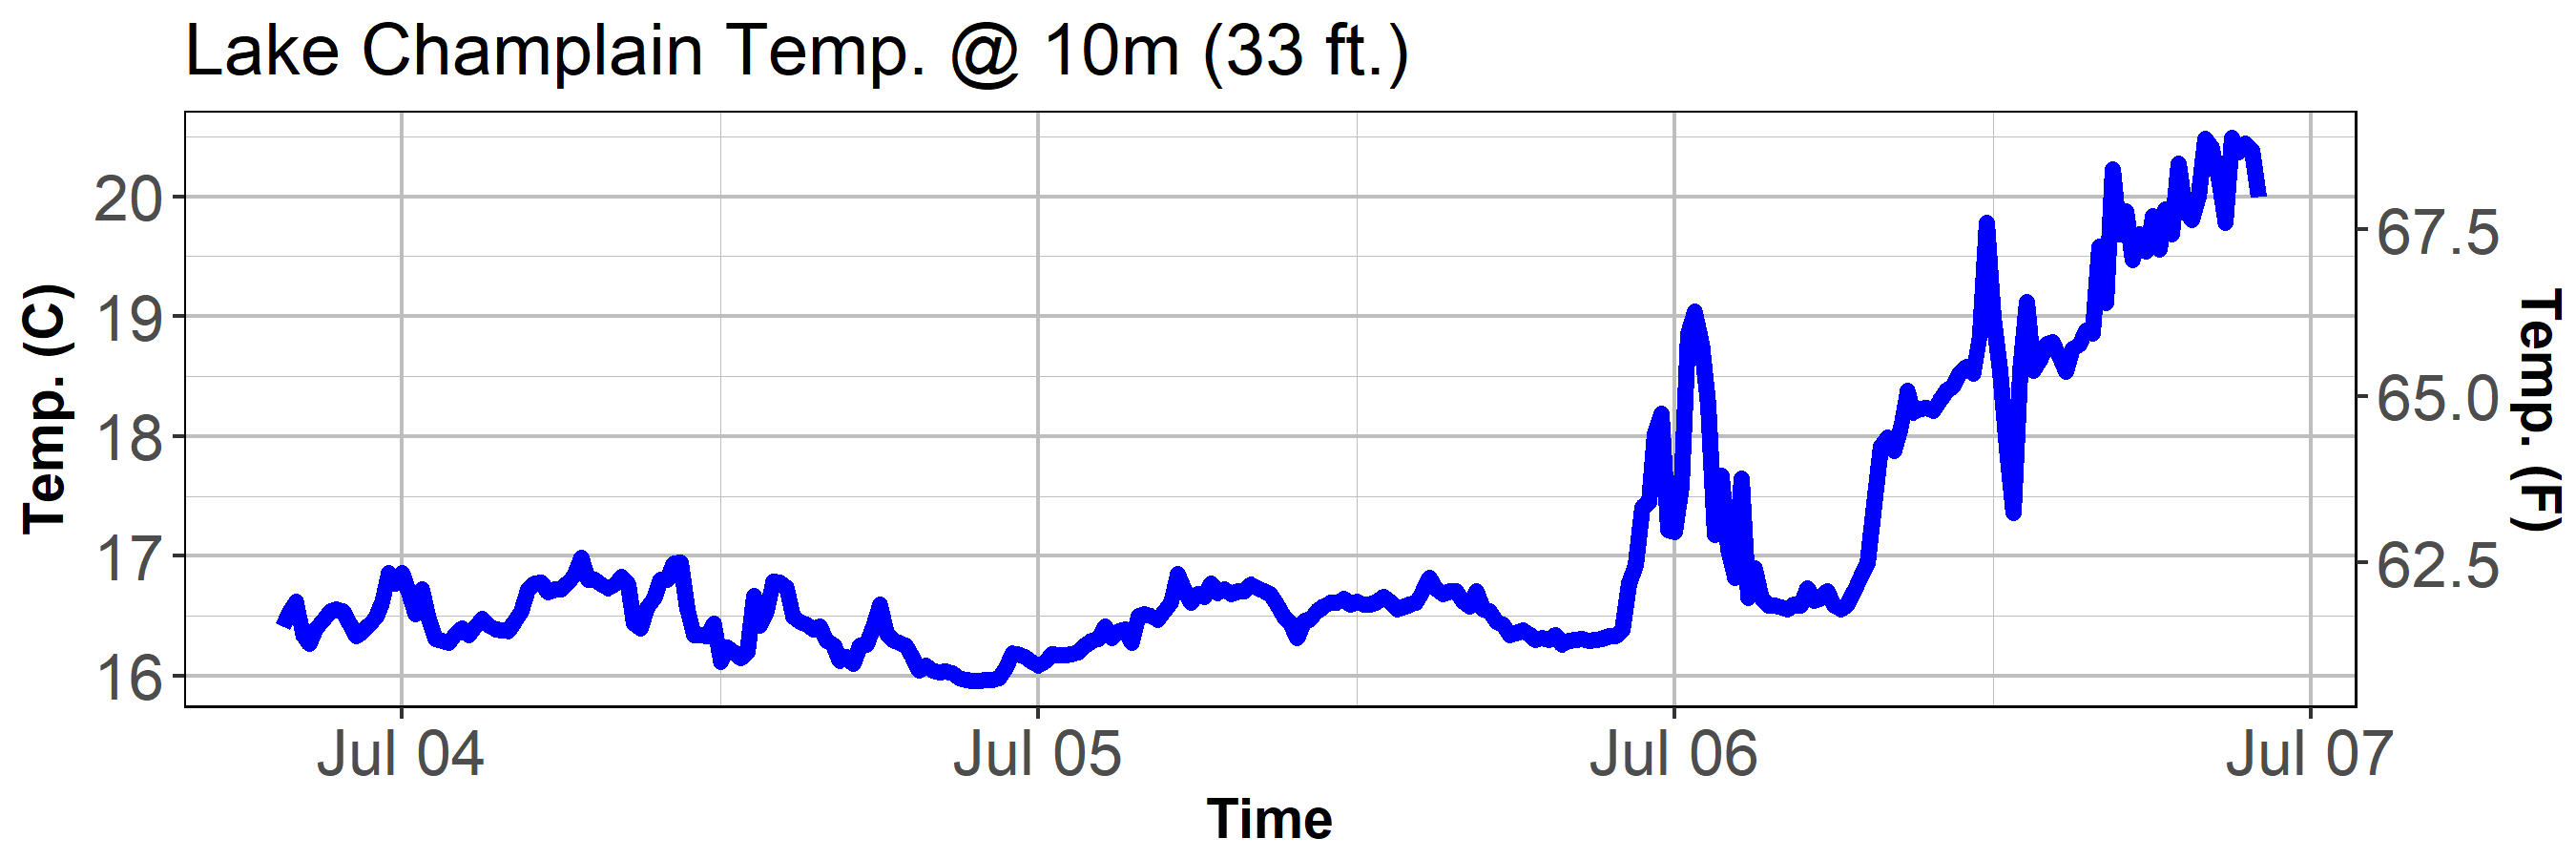 Lake Champlain Temp. @ 10m (33 ft.)
Temp. (C)
20
19
18
17
16
67.5
65.0
62.5
Temp. (F)
Jul 04
Jul 05
Jul 06
Jul 07
Time